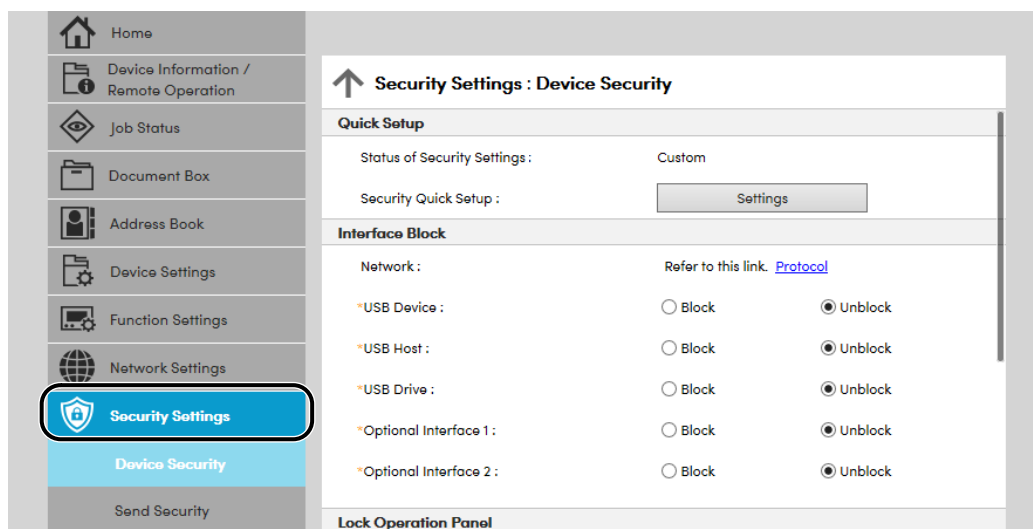 Home
Device Information /
Remote Operation
Job Status
Document Box
Address Book
Device Settings
Function Settings
Network Settings
Security Settings
Device Security
Send Security
Security Settings : Device Security
Quick Setup
Status of Security Settings : Custom
Security Quick Setup : Settings
Interface Block
Network : Refer to this link. Protocol
*USB Device : Block Unblock
*USB Host : Block Unblock
*USB Drive : Block Unblock
*Optional Interface 1 : Block Unblock
*Optional Interface 2 : Block Unblock
Lock Operation Panel